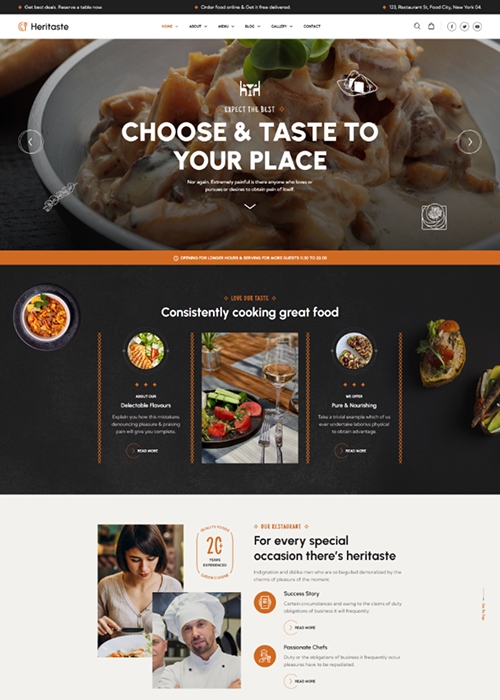 Get best deals. Reserve a table now
Order food online & Get it free delivered.
123, Restaurant St, Food City, New York 04.
Heritaste
HOME
ABOUT
MENU
BLOG
GALLERY
CONTACT
EXPECT THE BEST
CHOOSE & TASTE TO
YOUR PLACE
Nor again. Extremely painful is there anyone who loves or
pursues or desires to obtain pain of itself.
OPENING FOR LONGER HOURS & SERVING FOR MORE GUESTS 11.30 TO 23.00
LOVE OUR TASTE
Consistently cooking great food
ABOUT OUR
Delectable Flavours
Explain you how this mistakens
denouncing pleasure & praising
pain will give you complete.
READ MORE
WE OFFER
Pure & Nourishing
Take a trivial example which of us
ever undertake laborius physical
to obtain advantage.
READ MORE
QUALITY FOODS
20+
YEARS
EXPERIENCED
OUR RESTAURANT
For every special
occasion there's heritaste
Indignation and dislike men who are so beguiled demoralized by the
charms of pleasure of the moment.
Success Story
Certain circumstances and owing to the claims of duty
obligations of business it will frequently.
READ MORE
Passionate Chefs
Duty or the obligations of business it frequently occur
pleasures have to be repudiated.
READ MORE
Go To Top